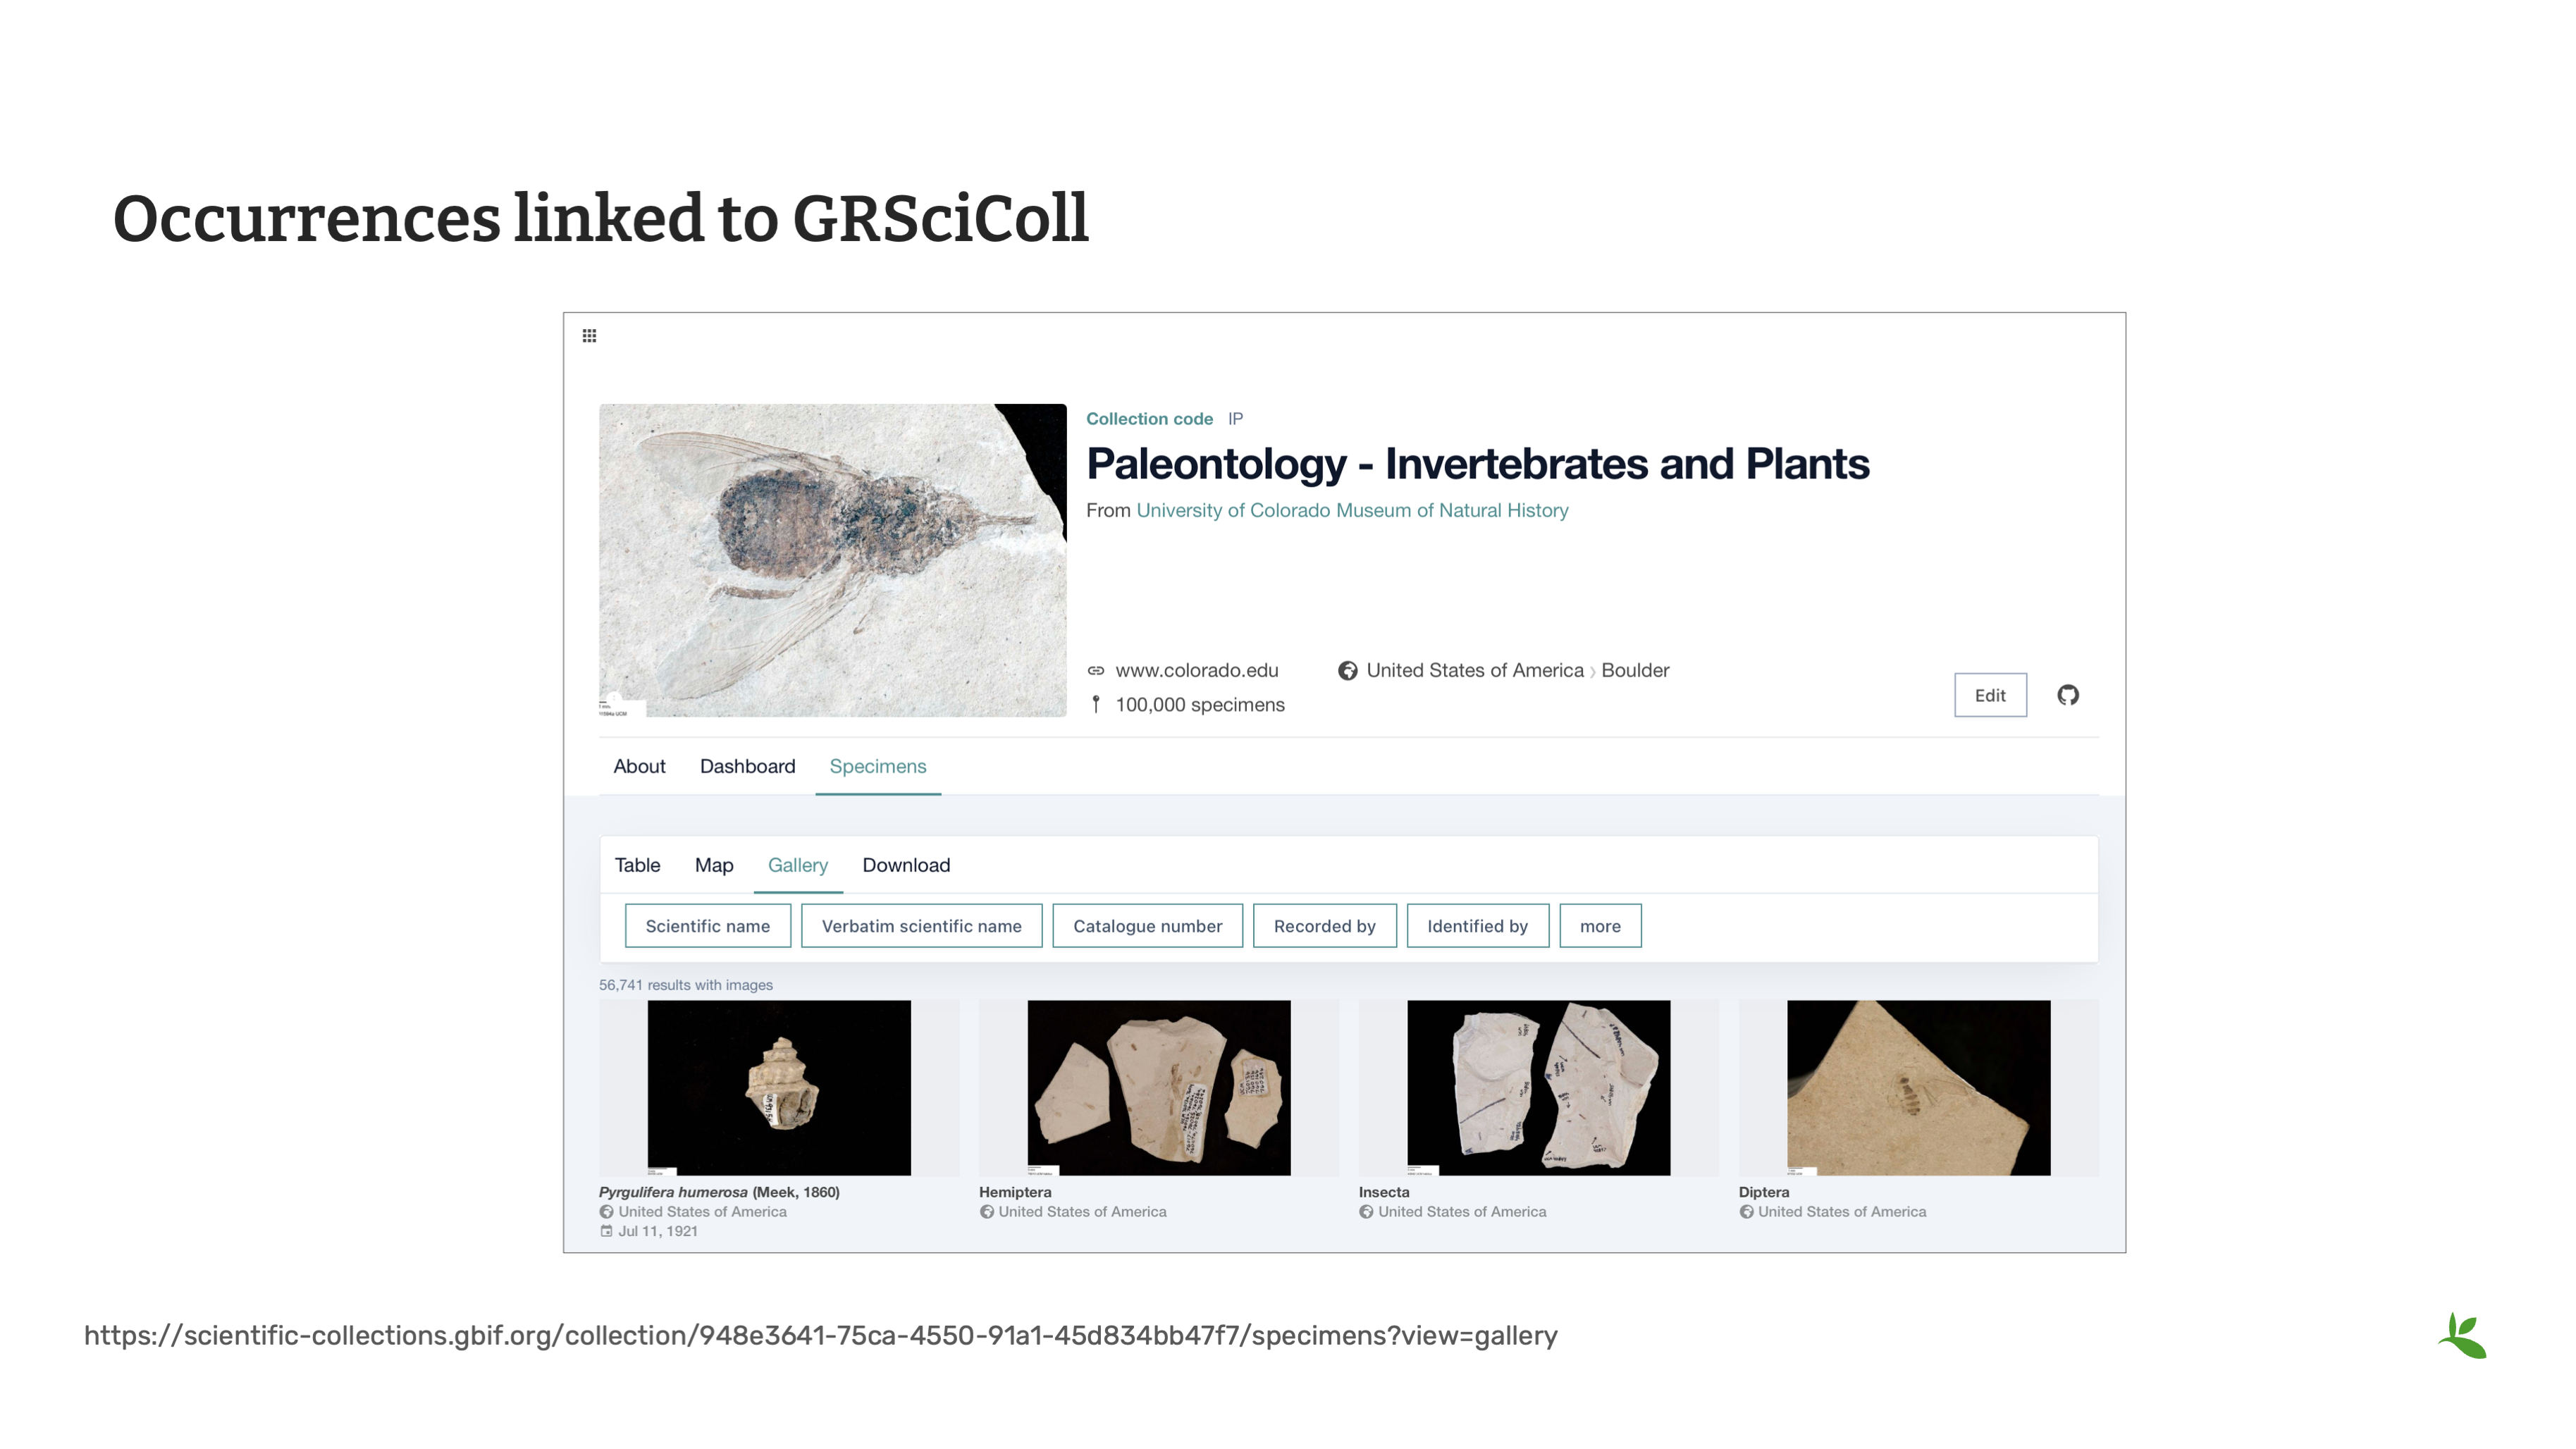 Occurrences linked to GRSciColl
Collection code IP
Paleontology - Invertebrates and Plants
From University of Colorado Museum of Natural History
www.colorado.edu United States of America › Boulder
100,000 specimens
Edit
About Dashboard Specimens
Table Map Gallery Download
Scientific name Verbatim scientific name Catalogue number Recorded by Identified by more
56,741 results with images
Pyrgulifera humerosa (Meek, 1860) Hemiptera Insecta Diptera
United States of America United States of America United States of America United States of America
Jul 11, 1921
https://scientific-collections.gbif.org/collection/948e3641-75ca-4550-91a1-45d834bb47f7/specimens?view=gallery